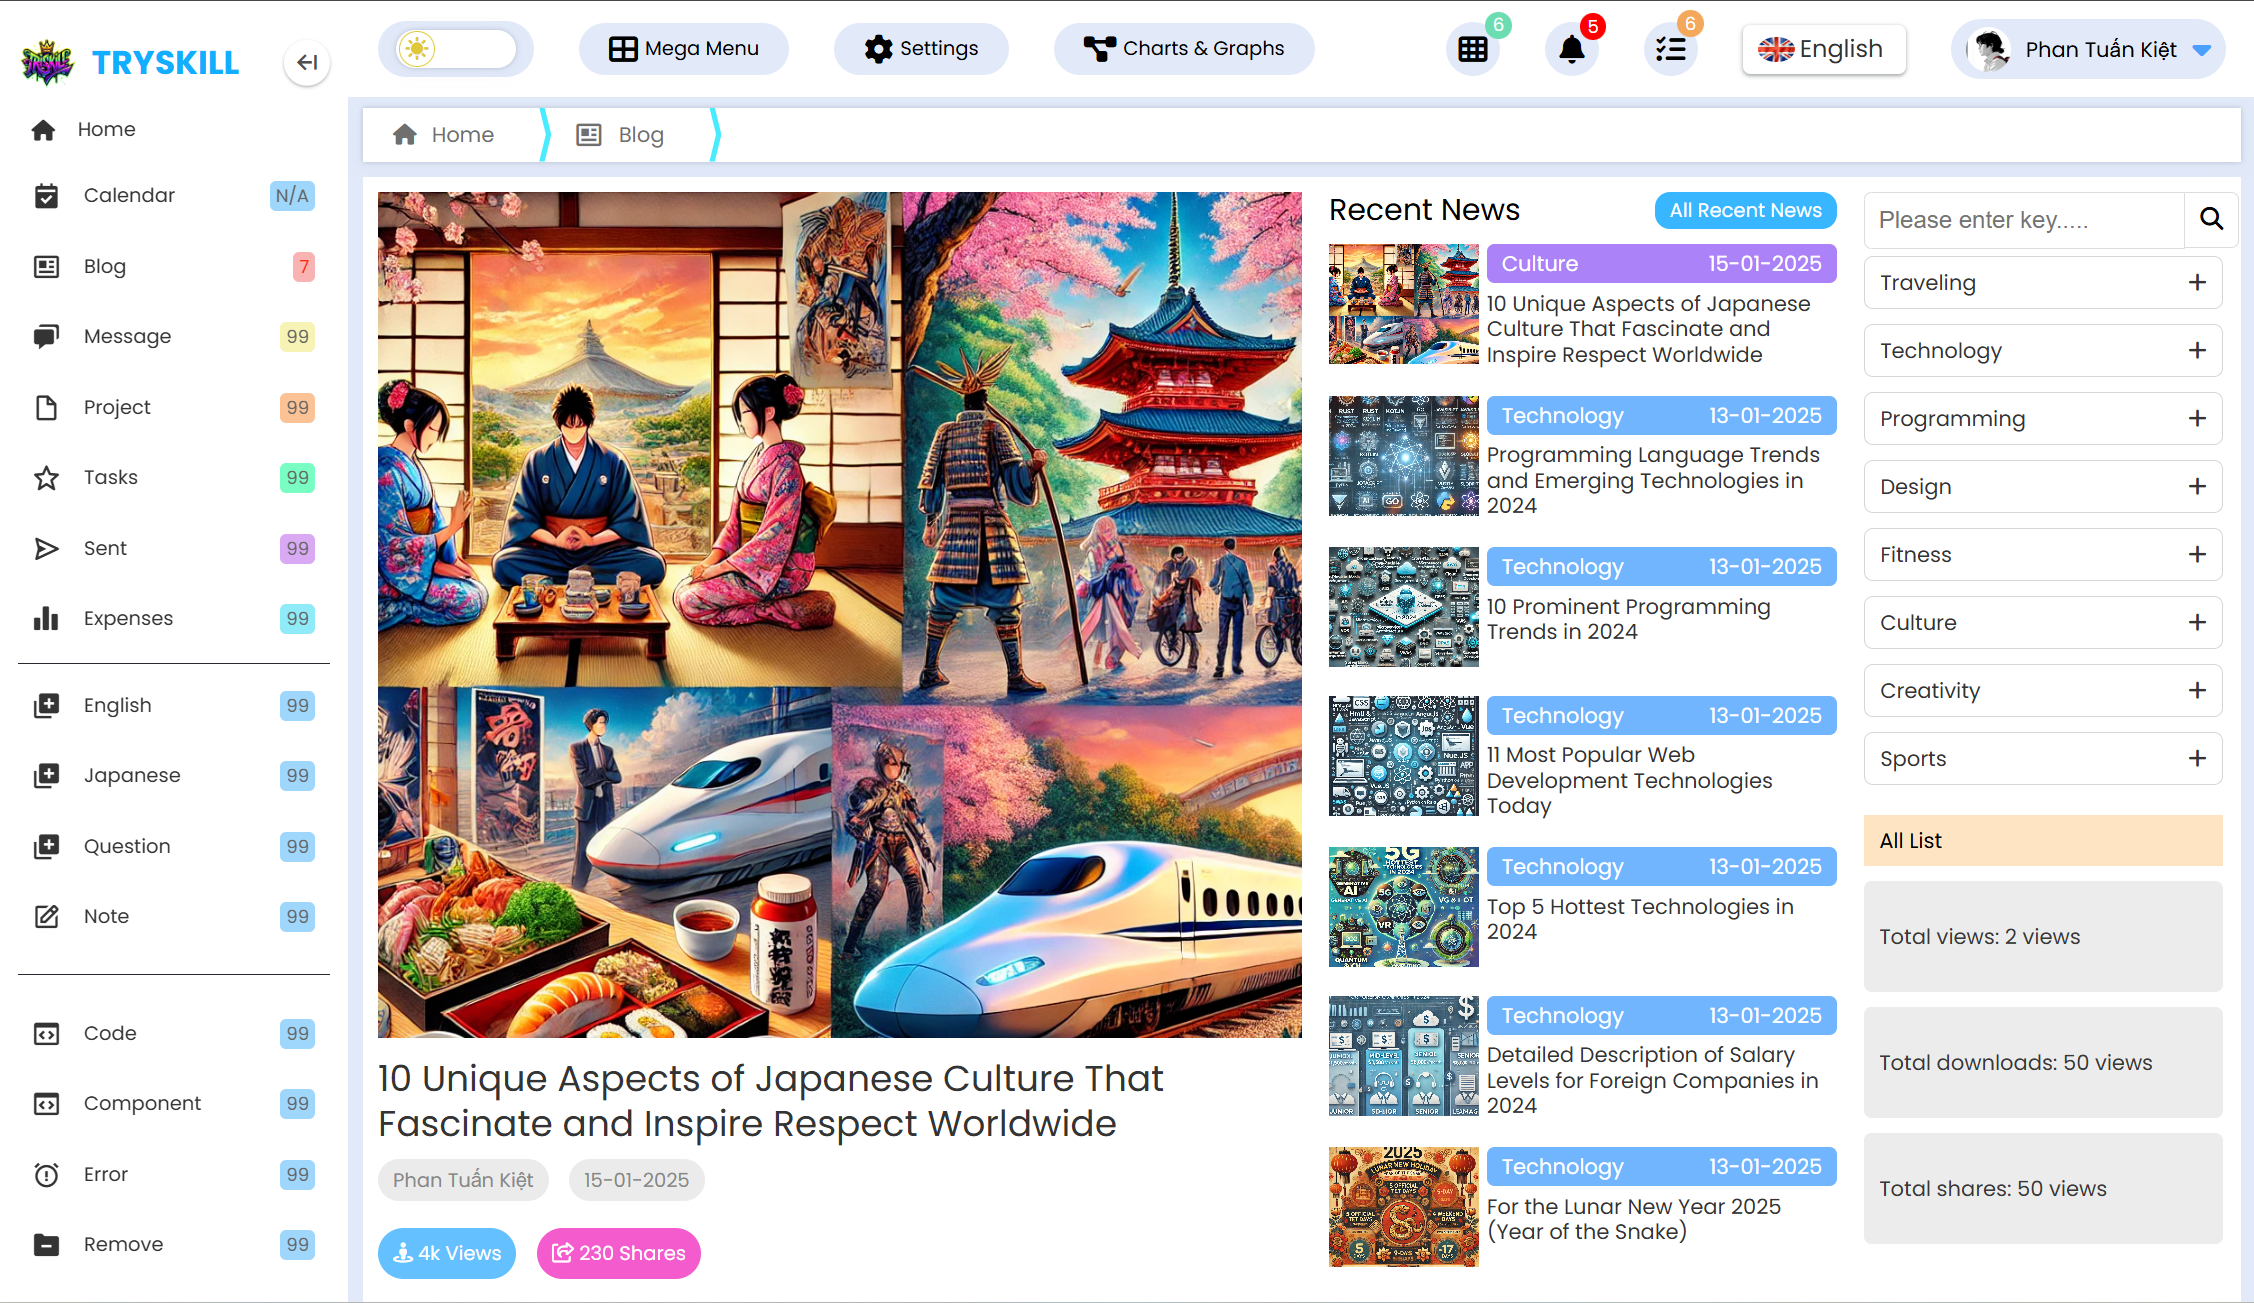 TRYSKILL
Home
Calendar N/A
Blog 7
Message 99
Project 99
Tasks 99
Sent 99
Expenses 99
English 99
Japanese 99
Question 99
Note 99
Code 99
Component 99
Error 99
Remove 99
Mega Menu
Settings
Charts & Graphs
6
5
6
English
Phan Tuấn Kiệt
Home
Blog
10 Unique Aspects of Japanese Culture That
Fascinate and Inspire Respect Worldwide
Phan Tuấn Kiệt
15-01-2025
4k Views
230 Shares
Recent News
All Recent News
Culture 15-01-2025
10 Unique Aspects of Japanese
Culture That Fascinate and
Inspire Respect Worldwide
Technology 13-01-2025
Programming Language Trends
and Emerging Technologies in
2024
Technology 13-01-2025
10 Prominent Programming
Trends in 2024
Technology 13-01-2025
11 Most Popular Web
Development Technologies
Today
Technology 13-01-2025
Top 5 Hottest Technologies in
2024
Technology 13-01-2025
Detailed Description of Salary
Levels for Foreign Companies in
2024
Technology 13-01-2025
2025
LUNAR NEW HOLIDAY
For the Lunar New Year 2025
(Year of the Snake)
Please enter key.....
Traveling
Technology
Programming
Design
Fitness
Culture
Creativity
Sports
All List
Total views: 2 views
Total downloads: 50 views
Total shares: 50 views